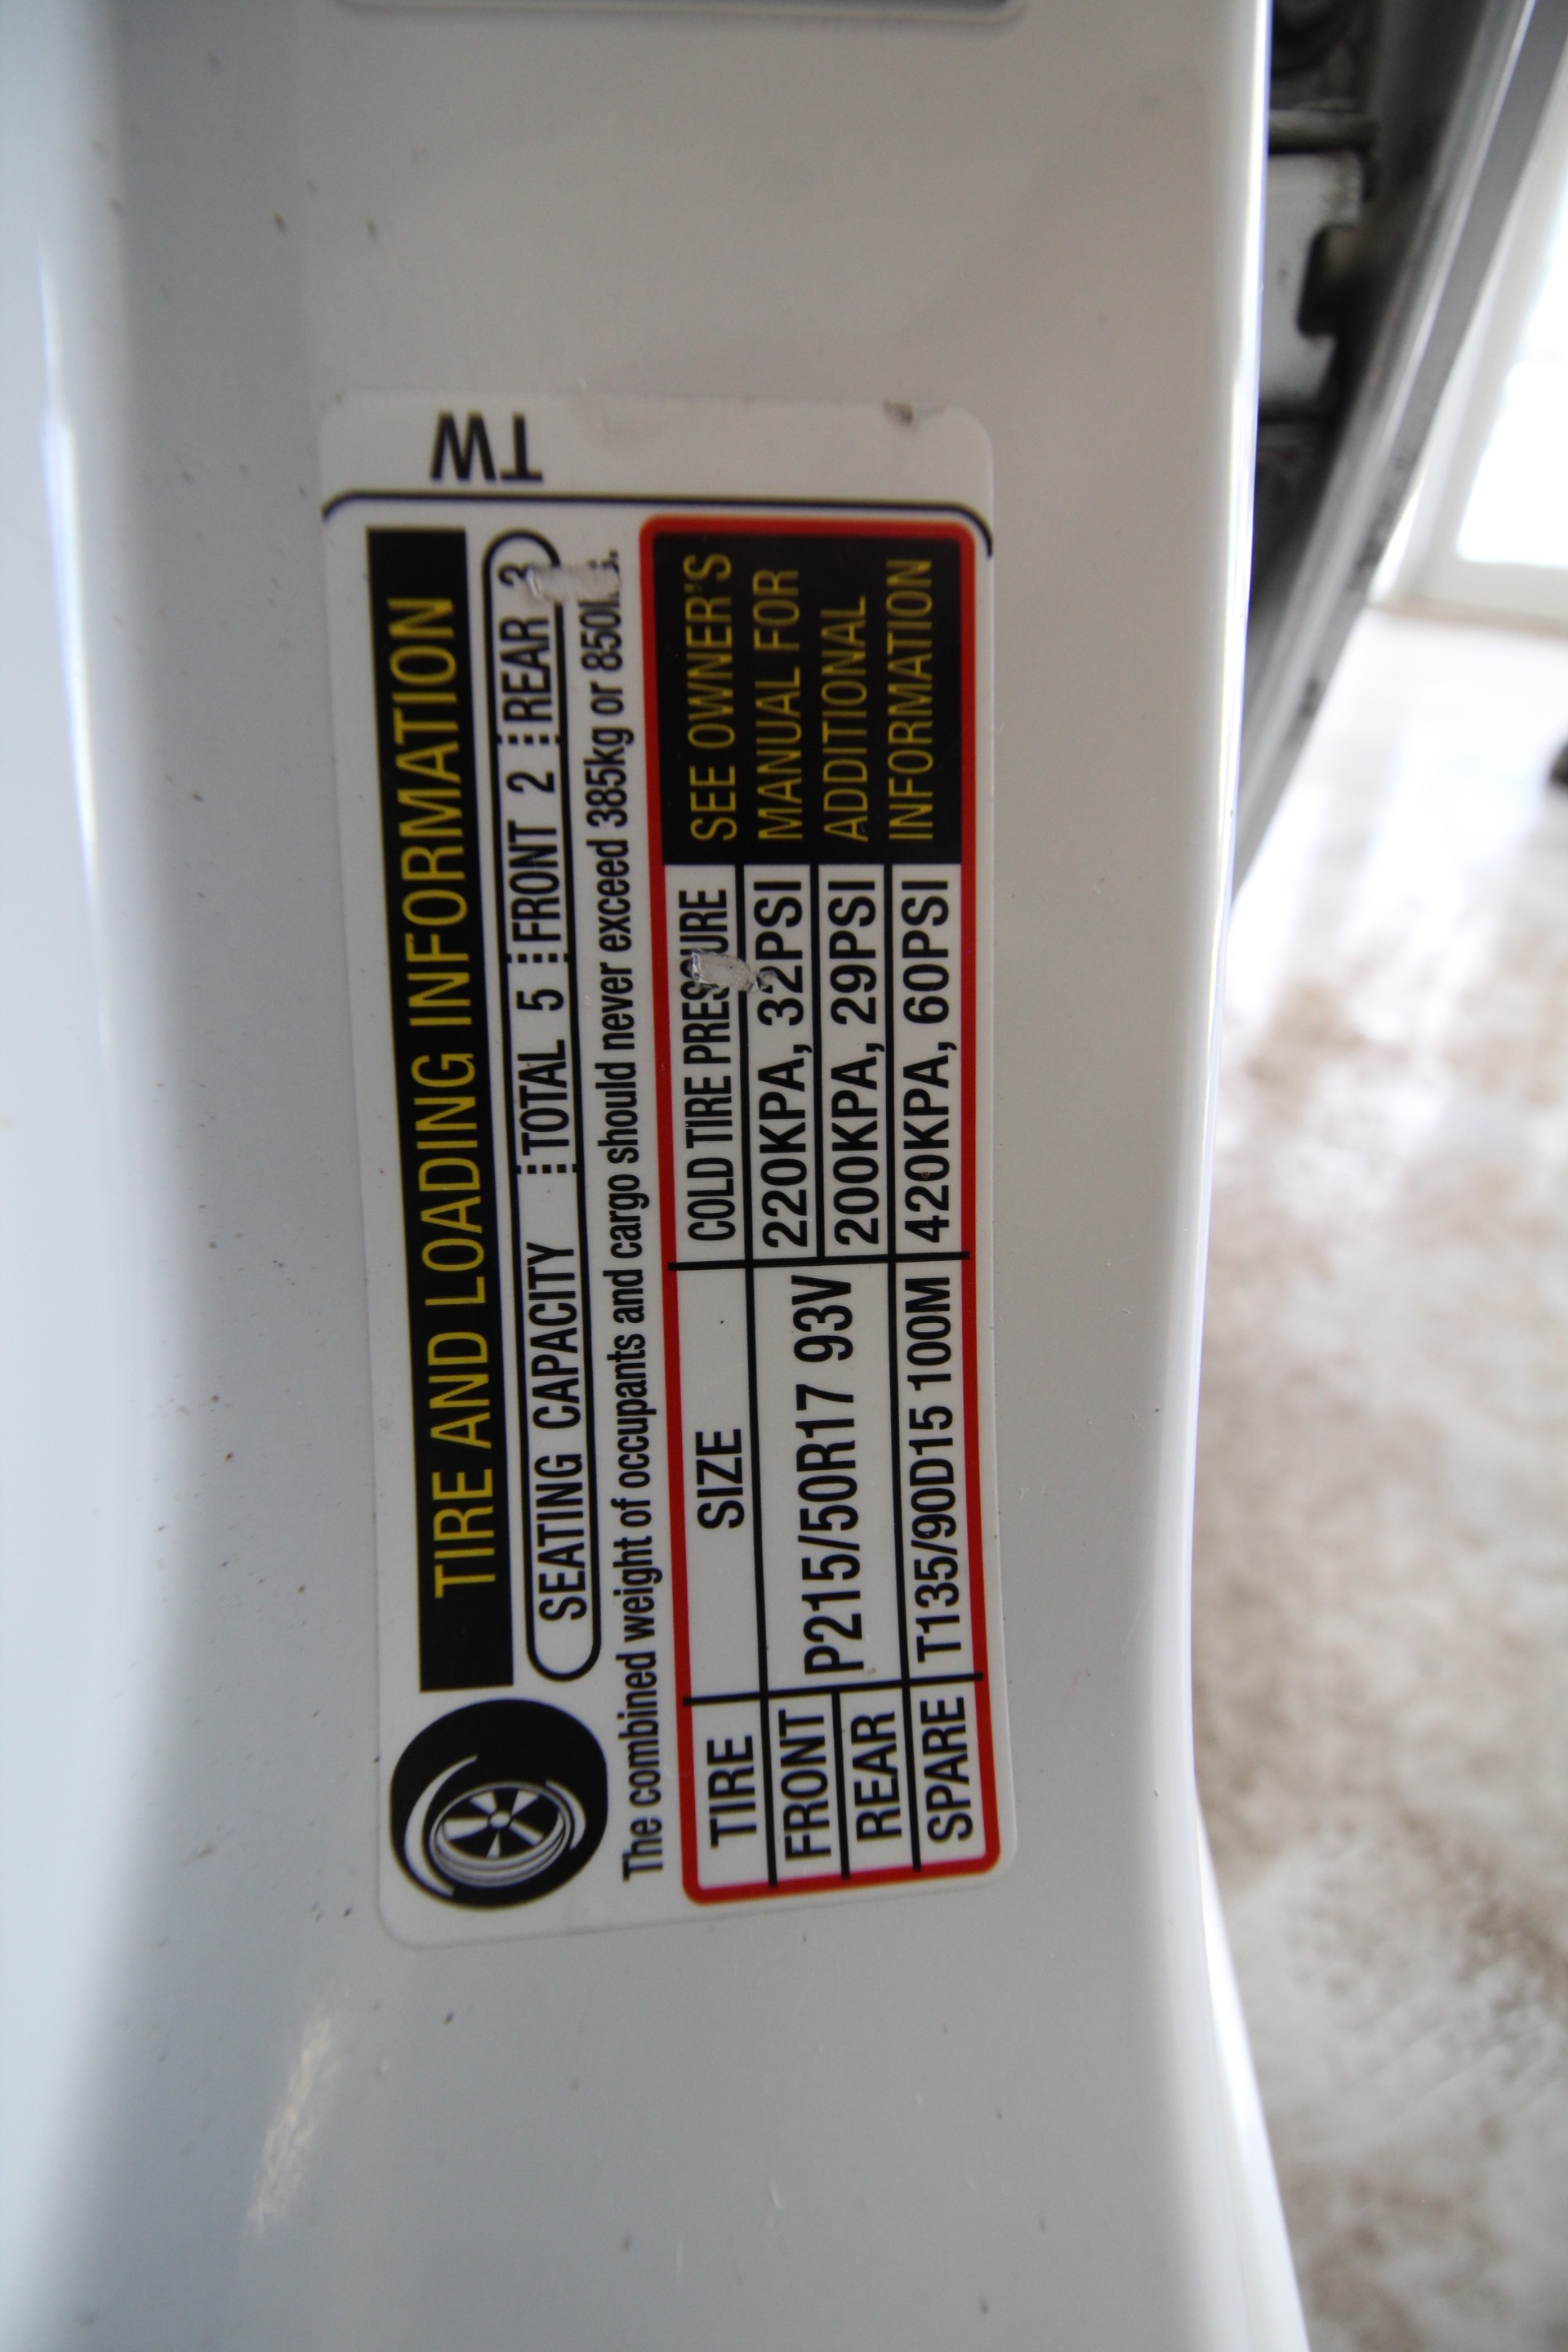 TIRE AND LOADING INFORMATION
SEATING CAPACITY TOTAL 5 FRONT 2 REAR 3
The combined weight of occupants and cargo should never exceed 385kg or 850
TIRE SIZE COLD TIRE PRESSURE
FRONT P215/50R17 93V 220KPA, 32PSI
REAR 200KPA, 29PSI
SPARE T135/90D15 100M 420KPA, 60PSI
SEE OWNER'S
MANUAL FOR
ADDITIONAL
INFORMATION
TW